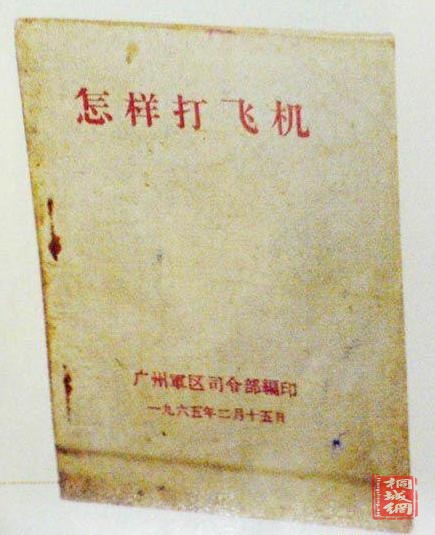 怎样打飞机
广州軍区司令部編印
一九六五年二月十五日
桐城網